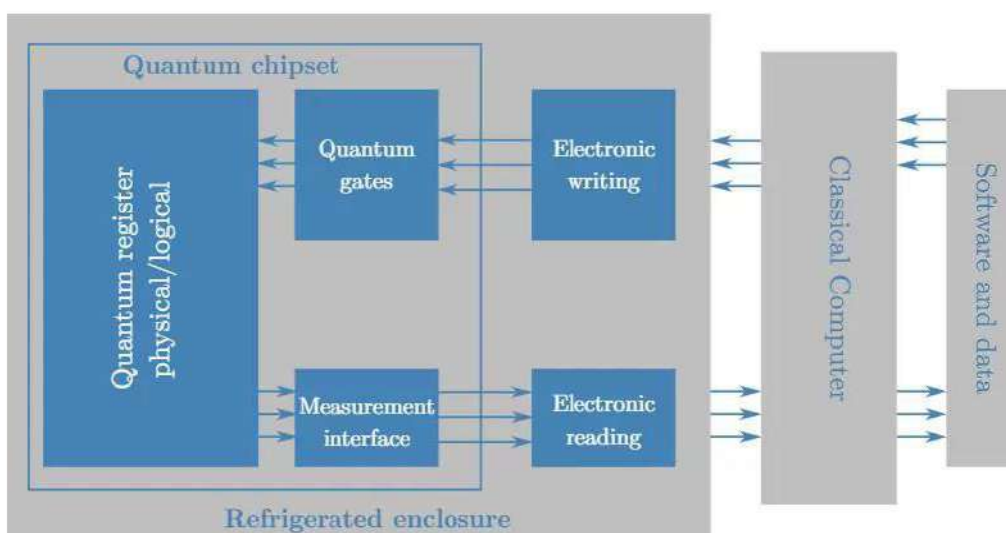 Quantum chipset
Quantum register
physical/logical
Quantum
gates
Electronic
writing
Measurement
interface
Electronic
reading
Refrigerated enclosure
Classical Computer
Software and data